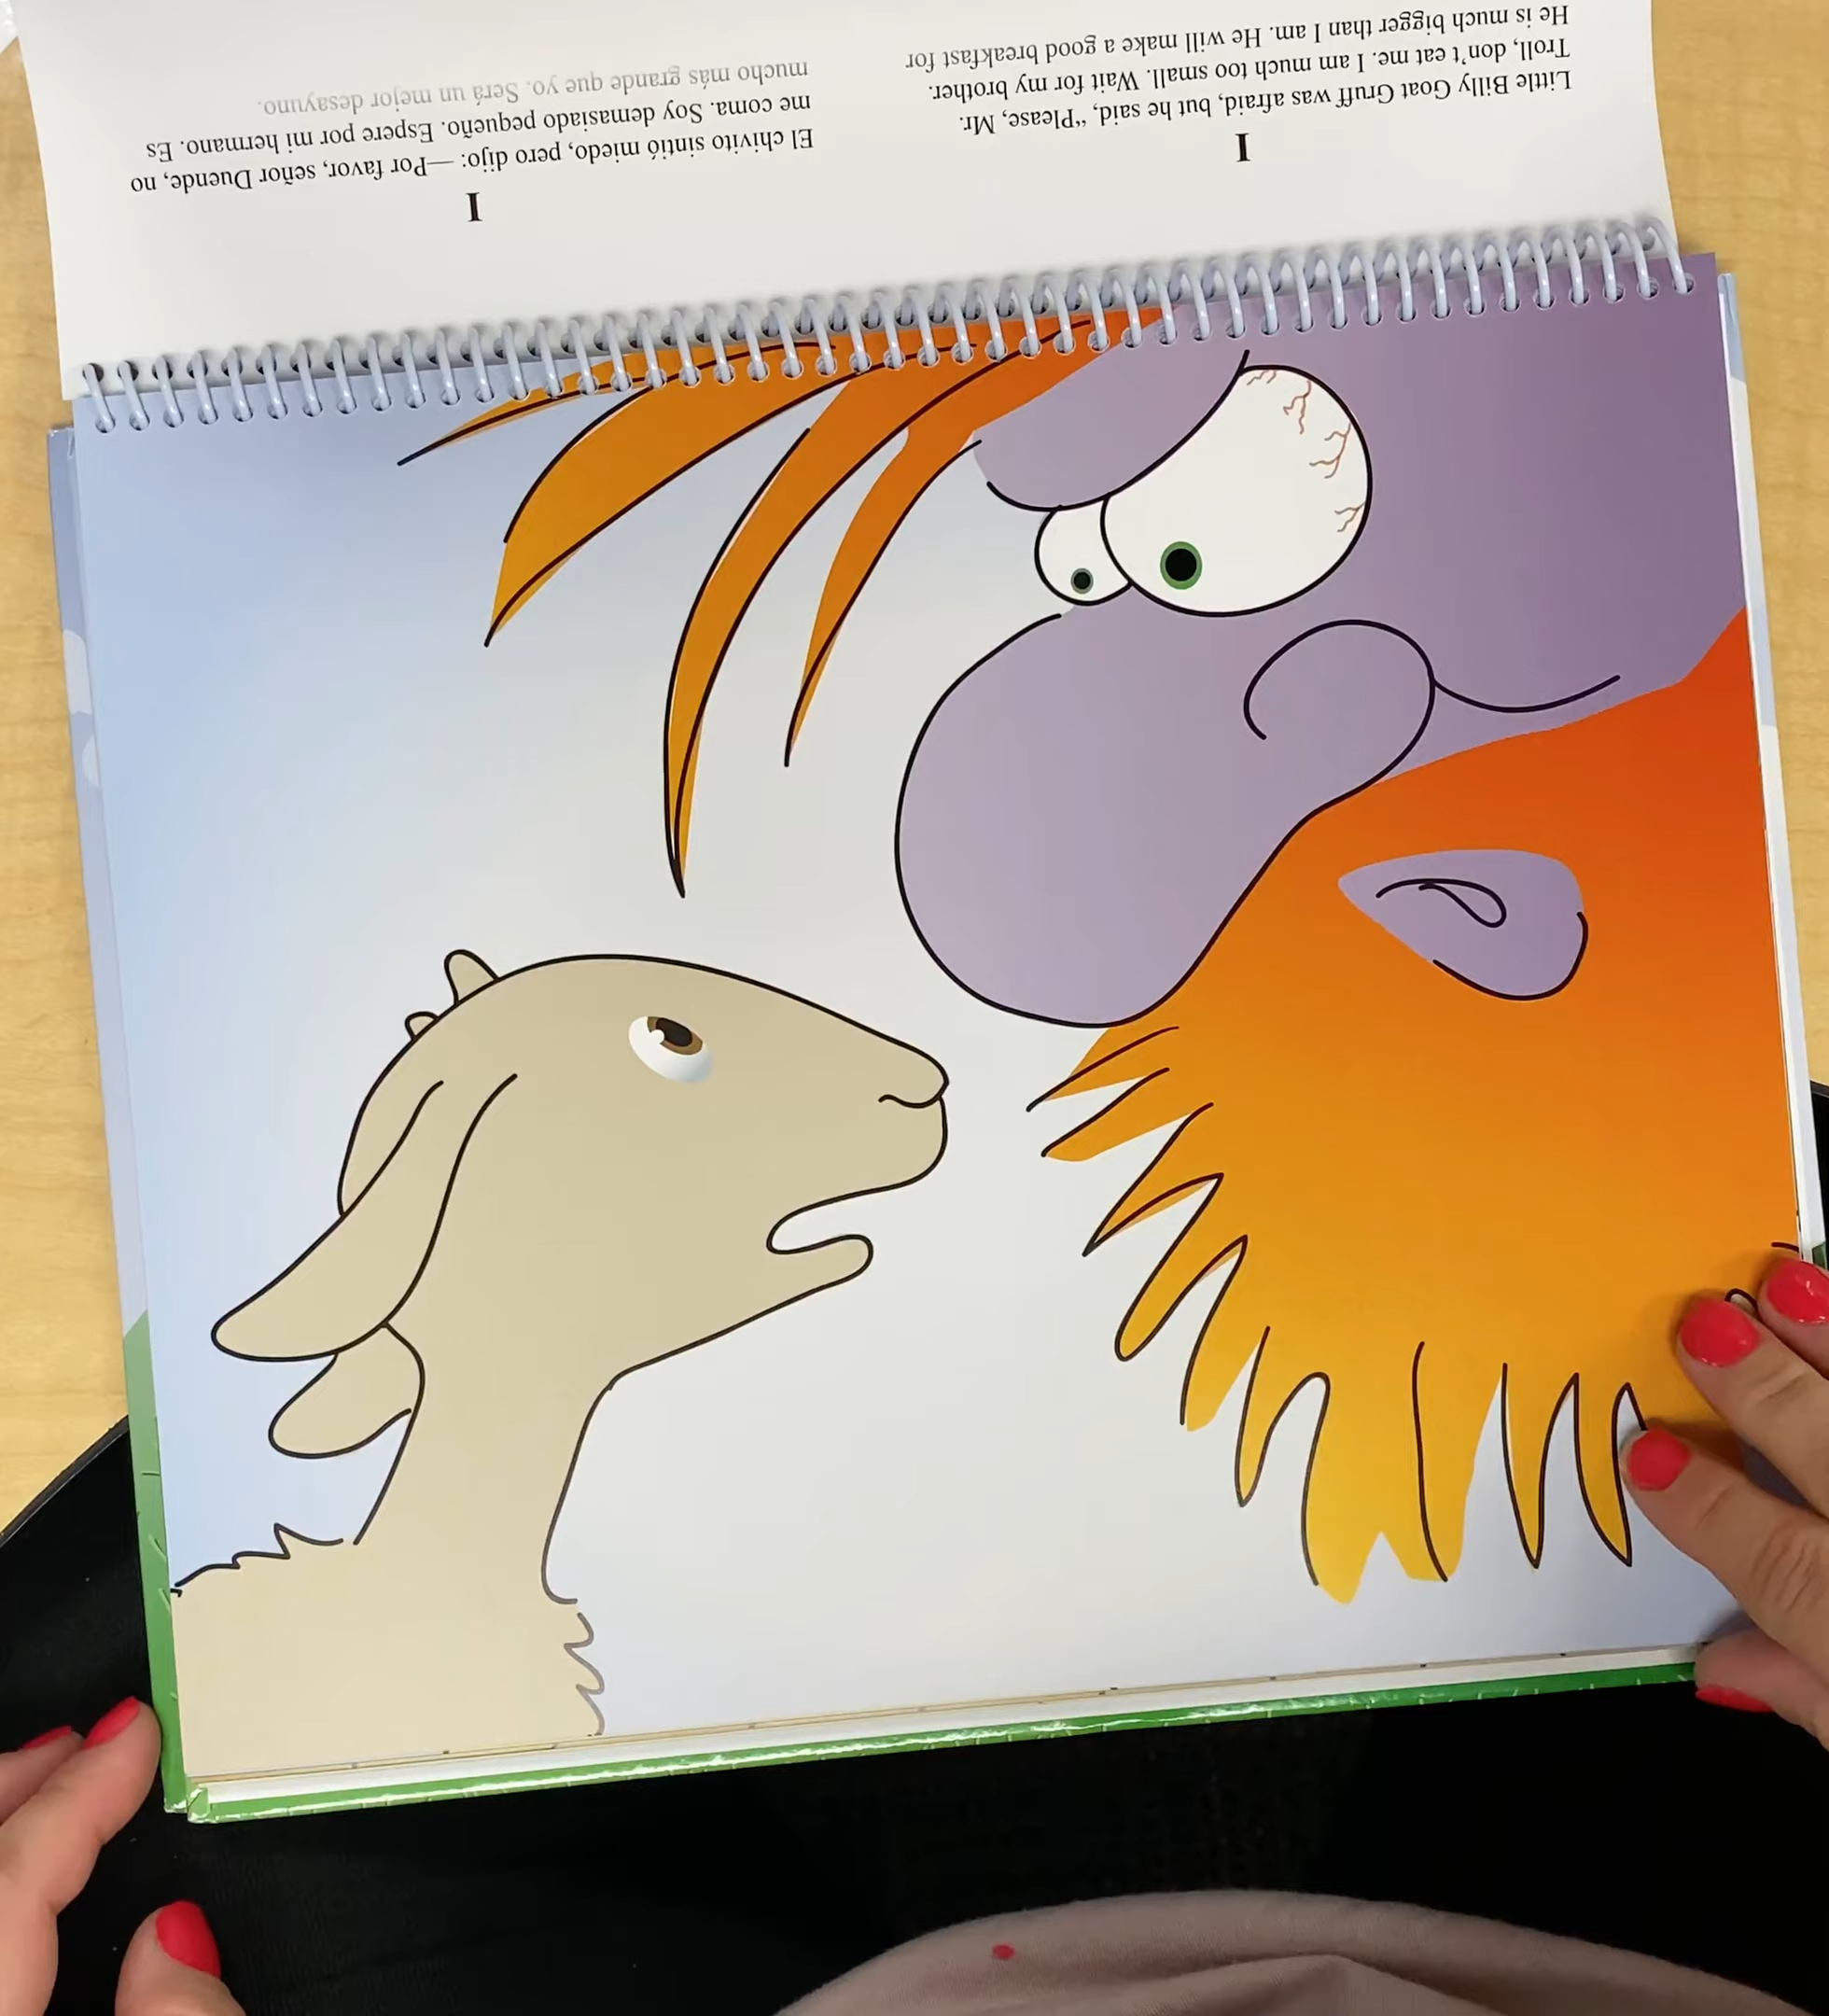 I
Little Billy Goat Gruff was afraid, but he said, “Please, Mr.
Troll, don’t eat me. I am much too small. Wait for my brother.
He is much bigger than I am. He will make a good breakfast for
I
El chivito sintió miedo, pero dijo: —Por favor, señor Duende, no
me coma. Soy demasiado pequeño. Espere por mi hermano. Es
mucho más grande que yo. Será un mejor desayuno.